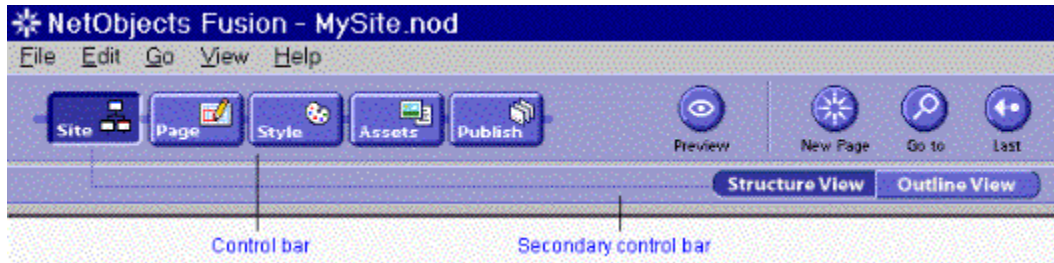 NetObjects Fusion - MySite.nod
File Edit Go View Help
Site Page Style Assets Publish
Preview New Page Go to Last
Structure View Outline View
Control bar Secondary control bar